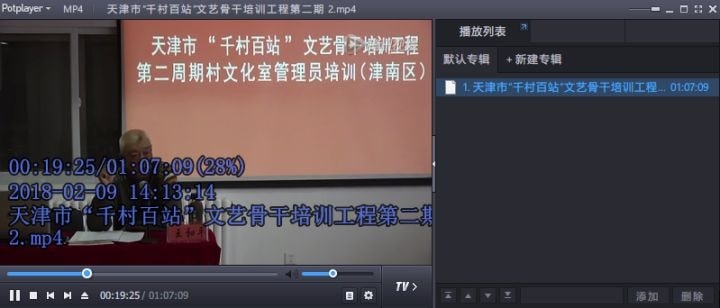 Potplayer
MP4
天津市“千村百站”文艺骨干培训工程第二期 2.mp4
天津市“千村百站”文艺骨干培训工程
第二周期村文化室管理员培训（津南区）
00:19:25/01:07:09(28%)
2018-02-09 14:13:14
天津市“千村百站”文艺骨干培训工程第二期
2.mp4
00:19:25 / 01:07:09
TV >
播放列表
默认专辑
+ 新建专辑
1. 天津市“千村百站”文艺骨干培训工程... 01:07:09
添加
删除